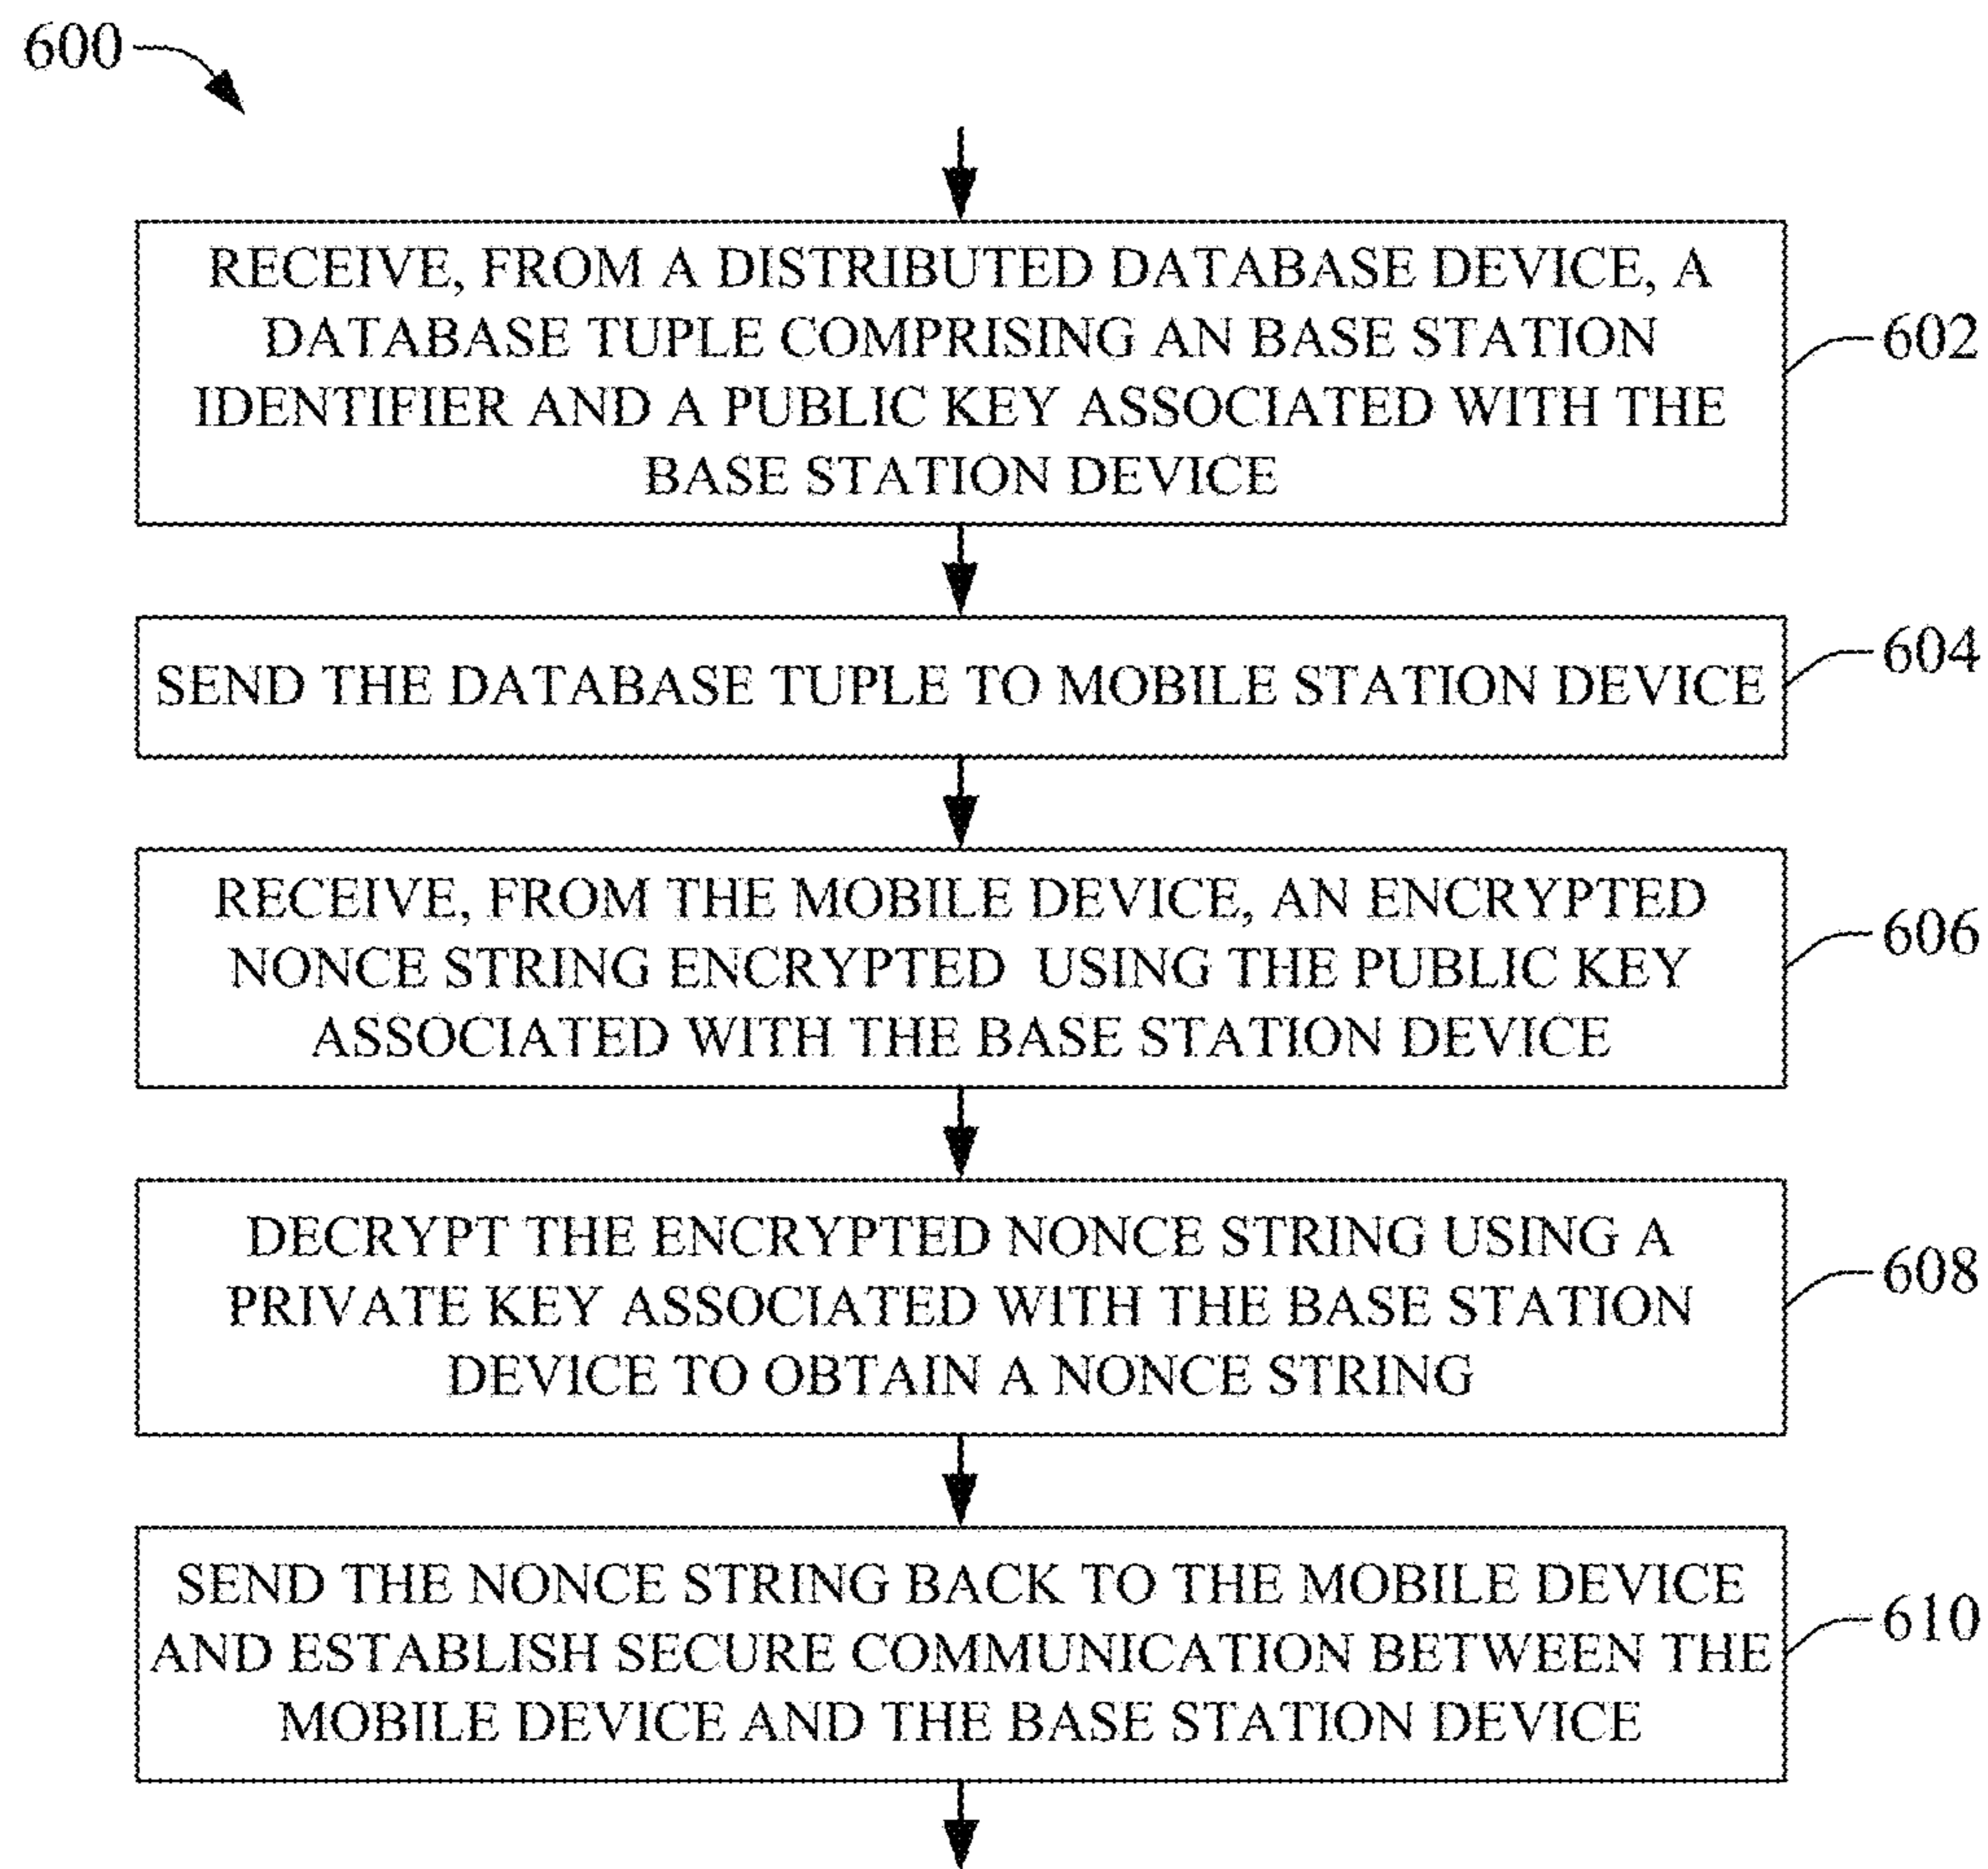 600
RECEIVE, FROM A DISTRIBUTED DATABASE DEVICE, A
DATABASE TUPLE COMPRISING AN BASE STATION
IDENTIFIER AND A PUBLIC KEY ASSOCIATED WITH THE
BASE STATION DEVICE
602
SEND THE DATABASE TUPLE TO MOBILE STATION DEVICE
604
RECEIVE, FROM THE MOBILE DEVICE, AN ENCRYPTED
NONCE STRING ENCRYPTED USING THE PUBLIC KEY
ASSOCIATED WITH THE BASE STATION DEVICE
606
DECRYPT THE ENCRYPTED NONCE STRING USING A
PRIVATE KEY ASSOCIATED WITH THE BASE STATION
DEVICE TO OBTAIN A NONCE STRING
608
SEND THE NONCE STRING BACK TO THE MOBILE DEVICE
AND ESTABLISH SECURE COMMUNICATION BETWEEN THE
MOBILE DEVICE AND THE BASE STATION DEVICE
610